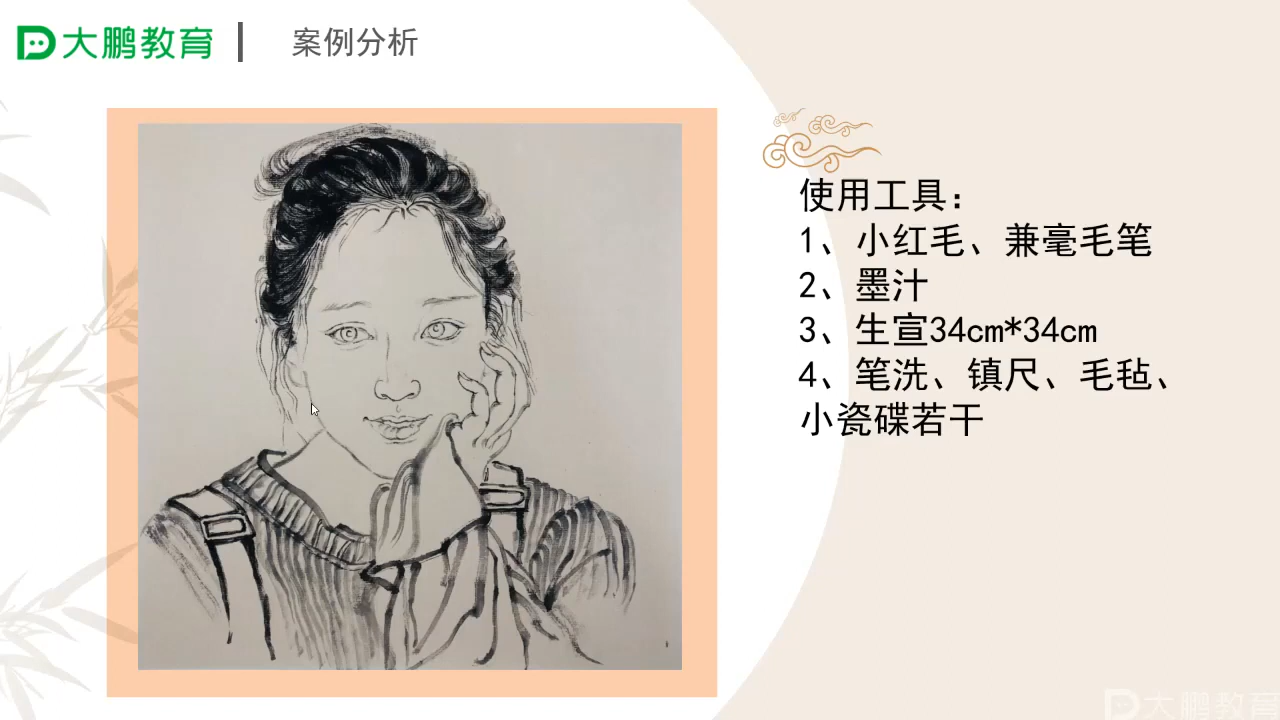 大鹏教育
案例分析
使用工具：
1、小红毛、兼毫毛笔
2、墨汁
3、生宣34cm*34cm
4、笔洗、镇尺、毛毡、
小瓷碟若干
大鹏教育